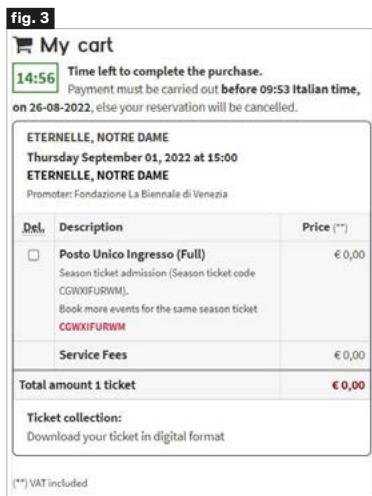 fig. 3
My cart
14:56
Time left to complete the purchase.
Payment must be carried out before 09:53 Italian time,
on 26-08-2022, else your reservation will be cancelled.
ETERNELLE, NOTRE DAME
Thursday September 01, 2022 at 15:00
ETERNELLE, NOTRE DAME
Promoter: Fondazione La Biennale di Venezia
Del. Description Price (**)
Posto Unico Ingresso (Full) € 0,00
Season ticket admission (Season ticket code
CGWXIFURWM).
Book more events for the same season ticket
CGWXIFURWM
Service Fees € 0,00
Total amount 1 ticket € 0,00
Ticket collection:
Download your ticket in digital format
(**) VAT included